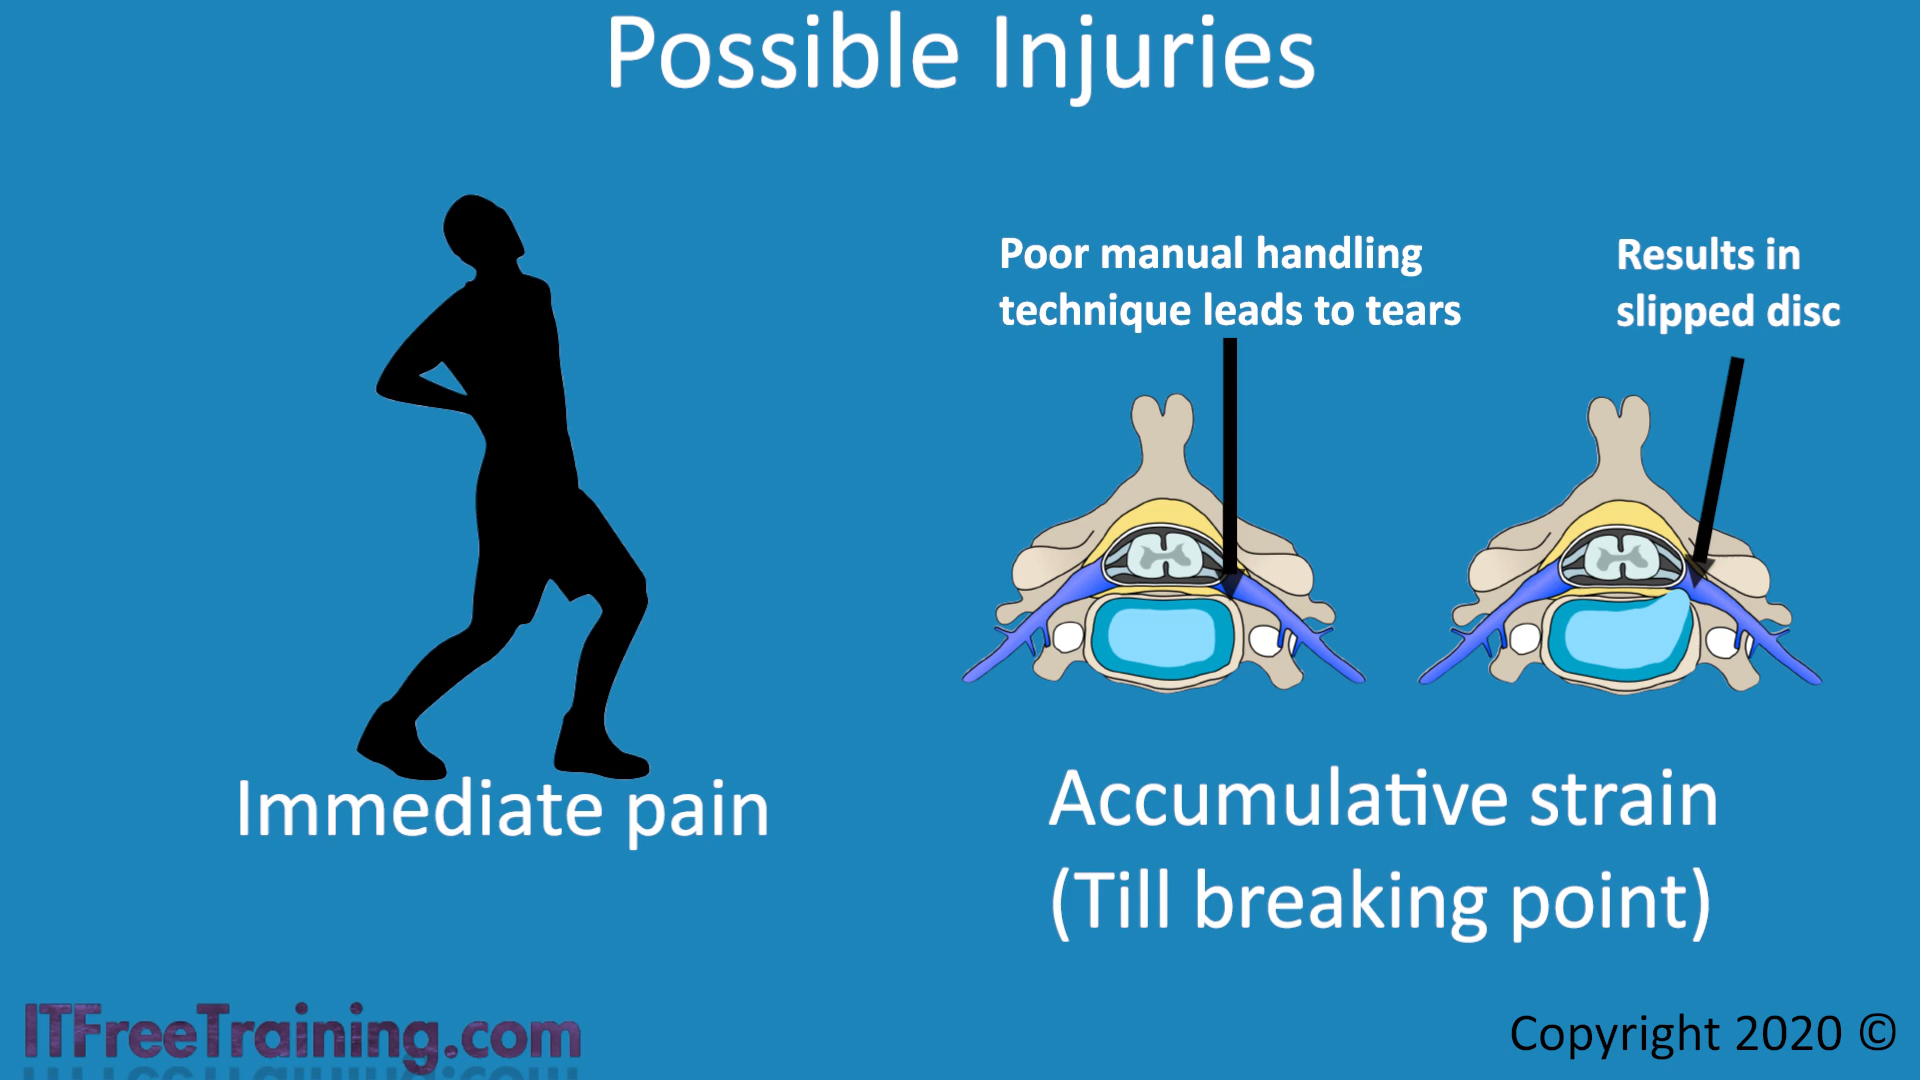 Possible Injuries
Poor manual handling
technique leads to tears
Results in
slipped disc
Immediate pain
Accumulative strain
(Till breaking point)
ITFreeTraining.com
Copyright 2020 ©